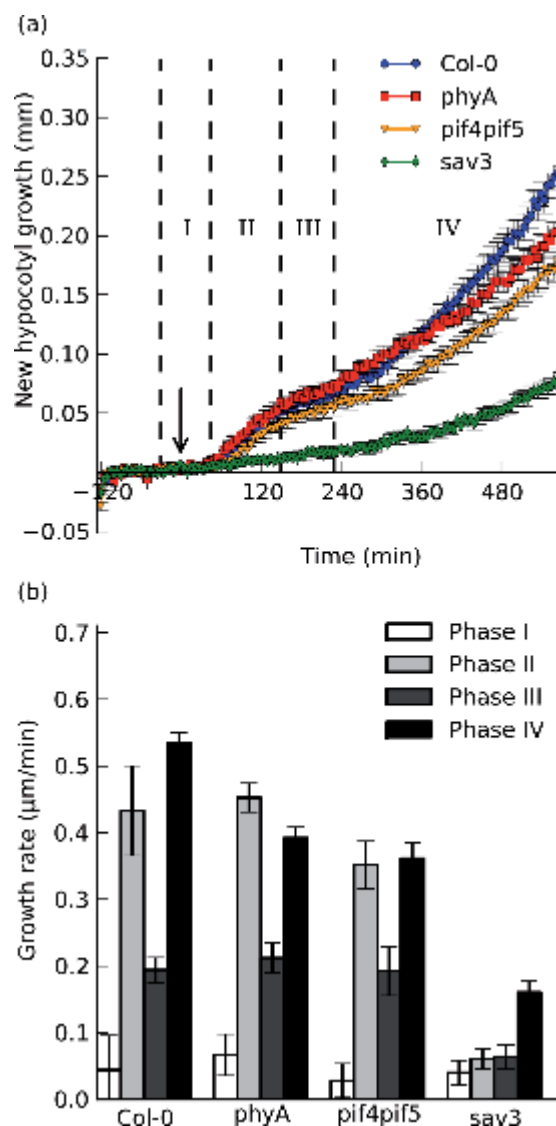 (a)
0.35
0.30
0.25
0.20
0.15
0.10
0.05
0.00
−0.05
New hypocotyl growth (mm)
Col-0
phyA
pif4pif5
sav3
I II III IV
−120 120 240 360 480
Time (min)
(b)
0.7
0.6
0.5
0.4
0.3
0.2
0.1
0.0
Growth rate (μm/min)
Phase I
Phase II
Phase III
Phase IV
Col-0 phyA pif4pif5 sav3